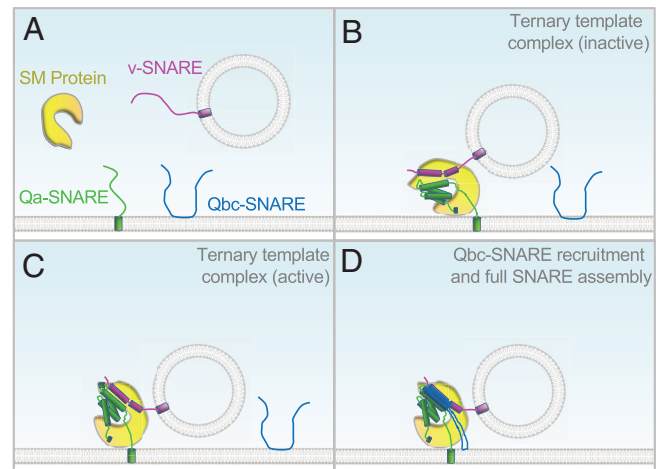 A
SM Protein
v-SNARE
Qa-SNARE
Qbc-SNARE
B
Ternary template
complex (inactive)
C
Ternary template
complex (active)
D
Qbc-SNARE recruitment
and full SNARE assembly